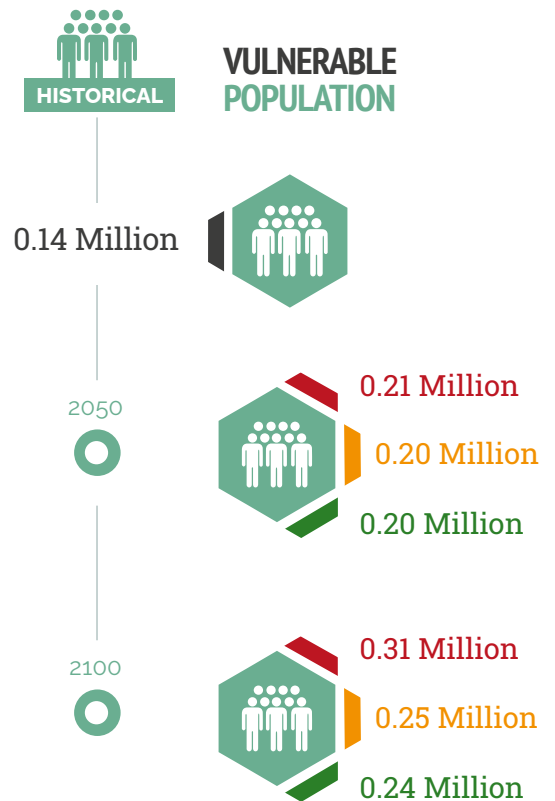 HISTORICAL
VULNERABLE
POPULATION
0.14 Million
2050
0.21 Million
0.20 Million
0.20 Million
2100
0.31 Million
0.25 Million
0.24 Million